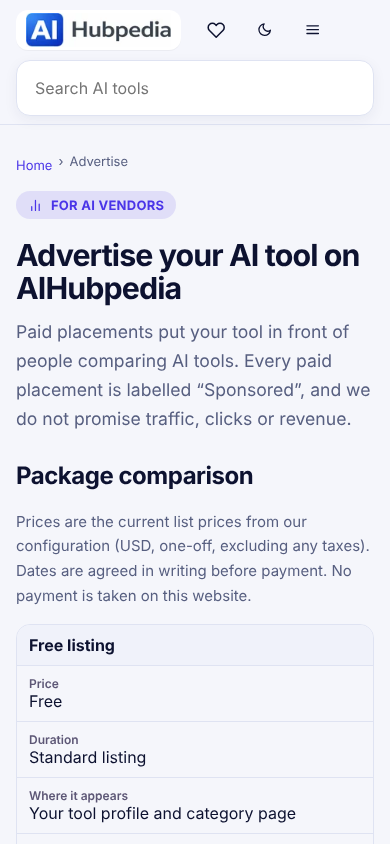 AI Hubpedia
Search AI tools
Home › Advertise
FOR AI VENDORS
Advertise your AI tool on
AIHubpedia
Paid placements put your tool in front of
people comparing AI tools. Every paid
placement is labelled “Sponsored”, and we
do not promise traffic, clicks or revenue.
Package comparison
Prices are the current list prices from our
configuration (USD, one-off, excluding any taxes).
Dates are agreed in writing before payment. No
payment is taken on this website.
Free listing
Price
Free
Duration
Standard listing
Where it appears
Your tool profile and category page